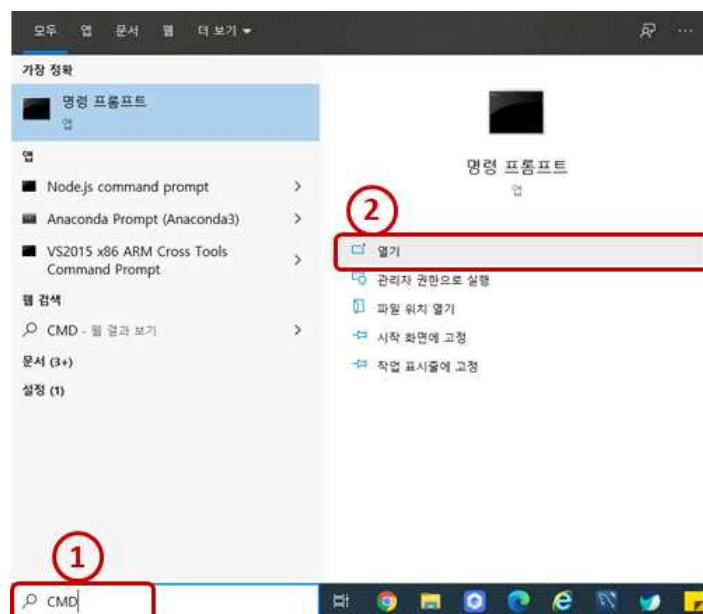 모두 앱 문서 웹 더 보기
가장 정확
명령 프롬프트
앱
앱
Node.js command prompt
Anaconda Prompt (Anaconda3)
VS2015 x86 ARM Cross Tools
Command Prompt
웹 검색
CMD - 웹 결과 보기
문서 (3+)
설정 (1)
명령 프롬프트
앱
2
열기
관리자 권한으로 실행
파일 위치 열기
시작 화면에 고정
작업 표시줄에 고정
1
CMD